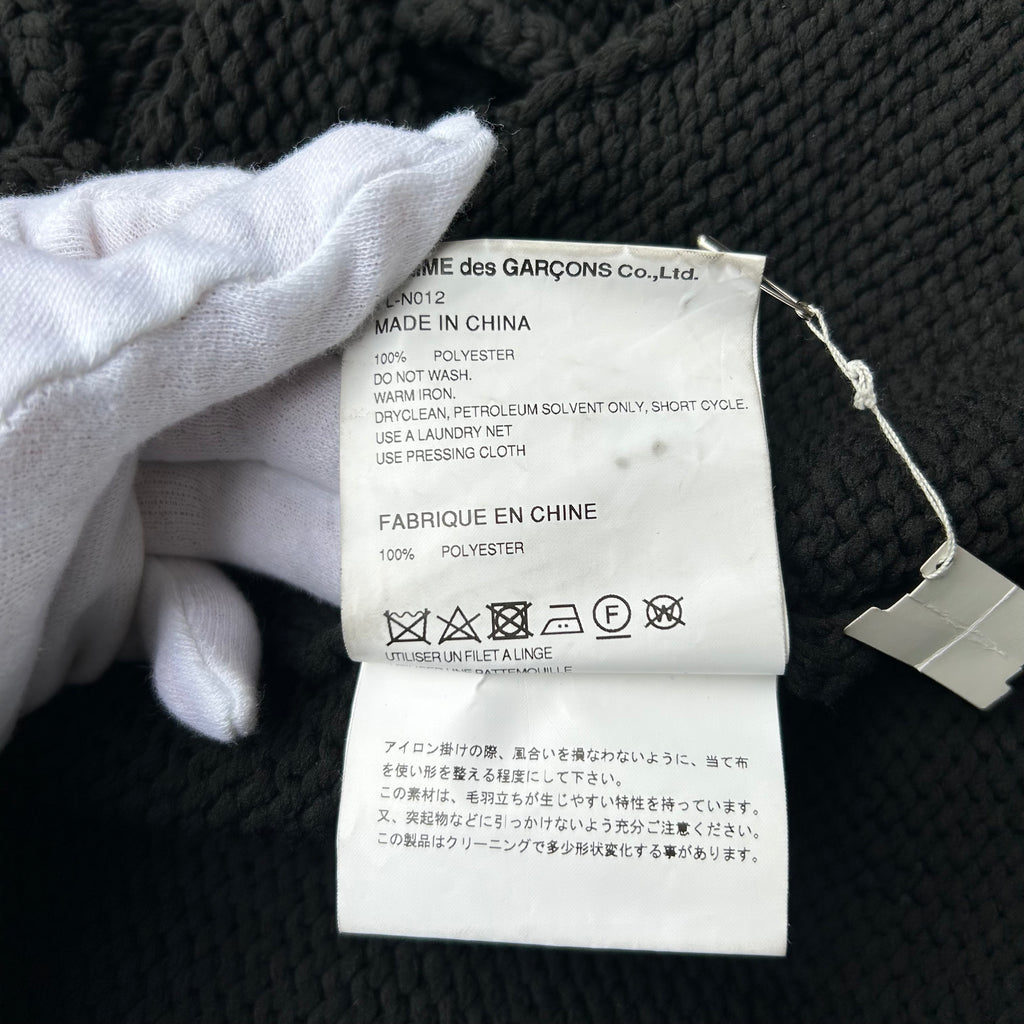 ME des GARÇONS Co.,Ltd.
L-N012
MADE IN CHINA
100% POLYESTER
DO NOT WASH.
WARM IRON.
DRYCLEAN, PETROLEUM SOLVENT ONLY, SHORT CYCLE.
USE A LAUNDRY NET
USE PRESSING CLOTH
FABRIQUE EN CHINE
100% POLYESTER
F W
UTILISER UN FILET A LINGE
UTILISER UNE PATTEMOUILLE
アイロン掛けの際、風合いを損なわないように、当て布
を使い形を整える程度にして下さい。
この素材は、毛羽立ちが生じやすい特性を持っています。
又、突起物などに引っかけないよう充分ご注意ください。
この製品はクリーニングで多少形状変化する事があります。